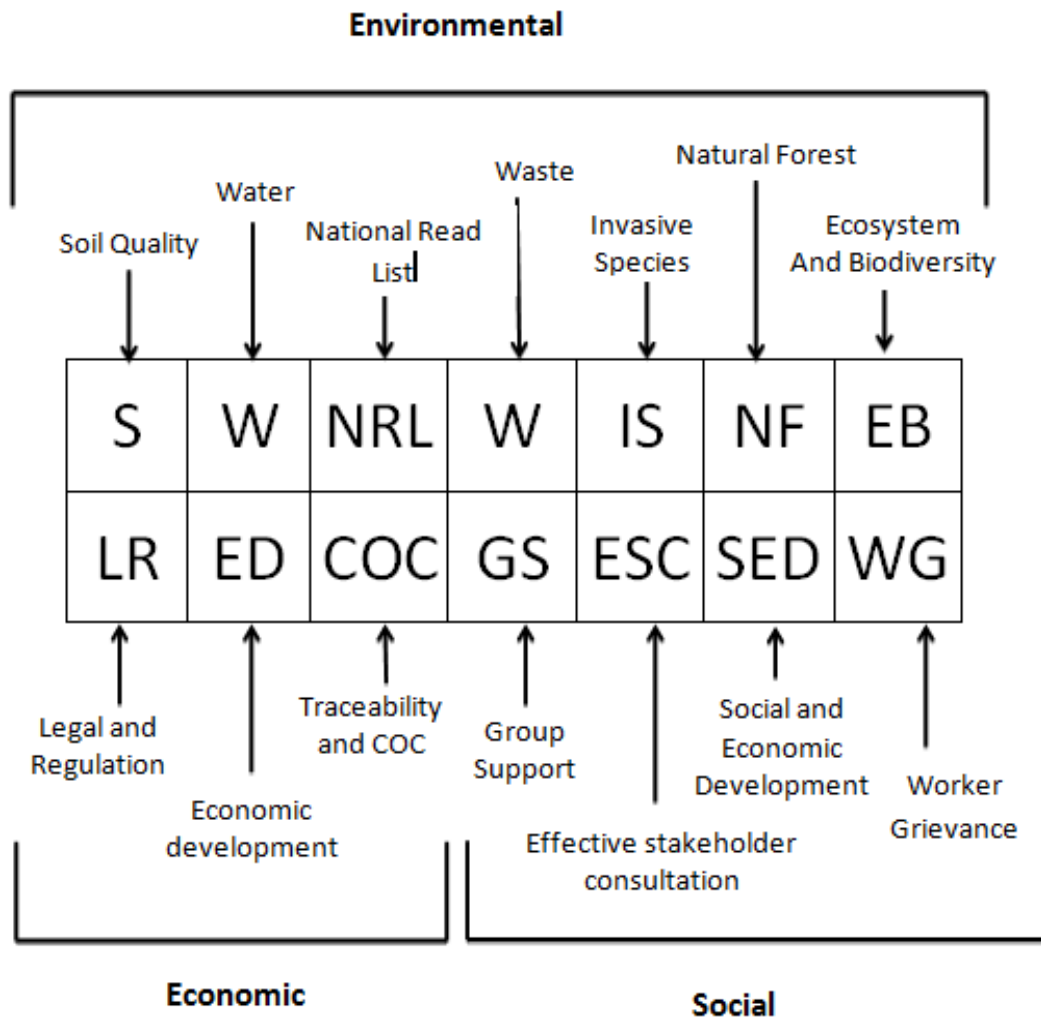 Environmental
Natural Forest
Waste
Water
Invasive
Species
Ecosystem
And Biodiversity
National Read
List
Soil Quality
S W NRL W IS NF EB
LR ED COC GS ESC SED WG
Legal and
Regulation
Economic
development
Traceability
and COC
Group
Support
Effective stakeholder
consultation
Social and
Economic
Development
Worker
Grievance
Economic
Social